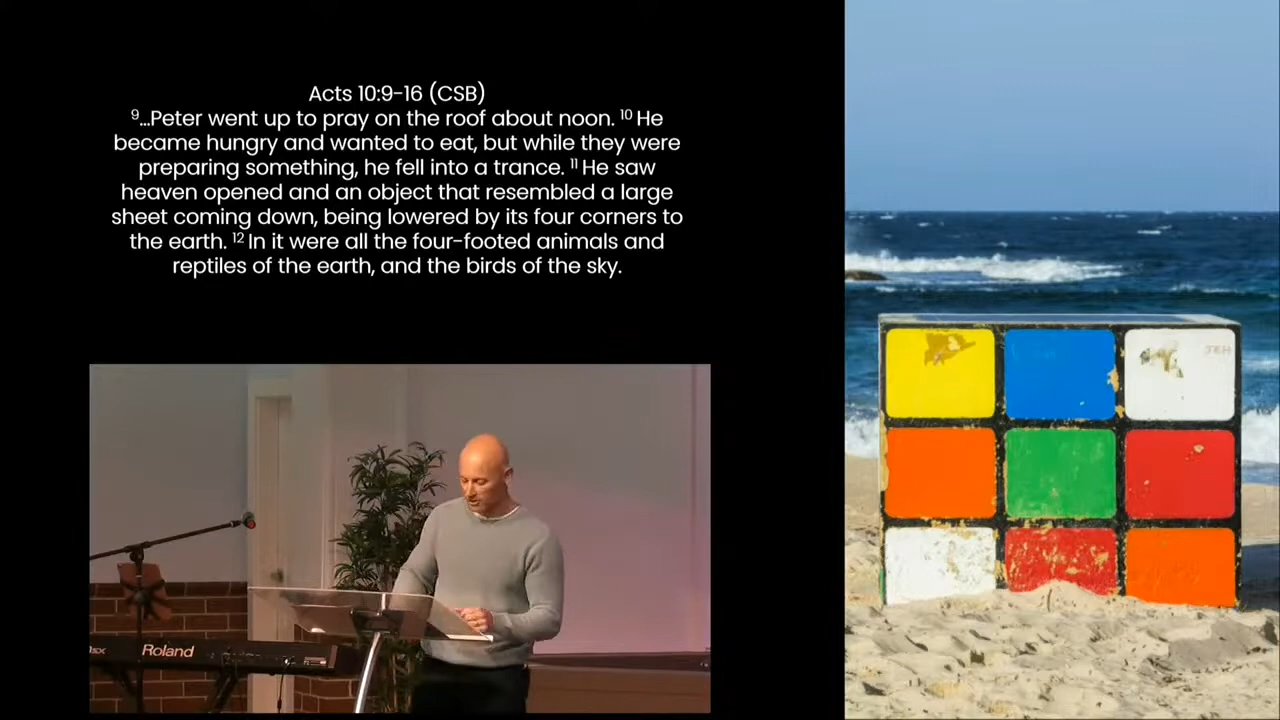 Acts 10:9-16 (CSB)
⁹...Peter went up to pray on the roof about noon. ¹⁰ He
became hungry and wanted to eat, but while they were
preparing something, he fell into a trance. ¹¹ He saw
heaven opened and an object that resembled a large
sheet coming down, being lowered by its four corners to
the earth. ¹² In it were all the four-footed animals and
reptiles of the earth, and the birds of the sky.
JEH
Roland